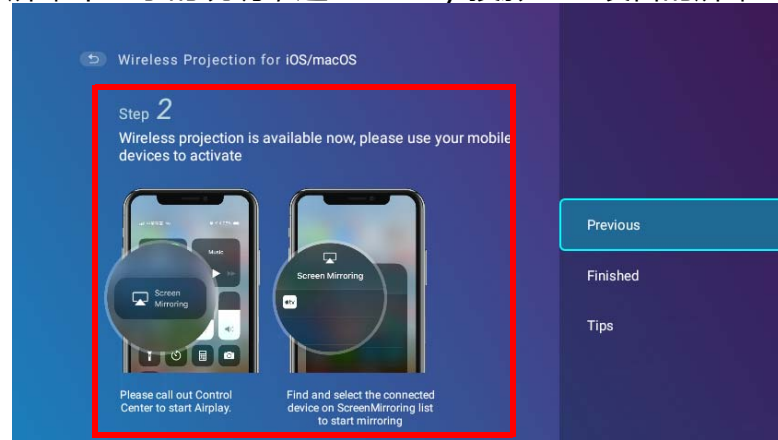 Wireless Projection for iOS/macOS
Step 2
Wireless projection is available now, please use your mobile
devices to activate
Music
Screen
Mirroring
Screen Mirroring
tv
Please call out Control
Center to start Airplay.
Find and select the connected
device on ScreenMirroring list
to start mirroring
Previous
Finished
Tips